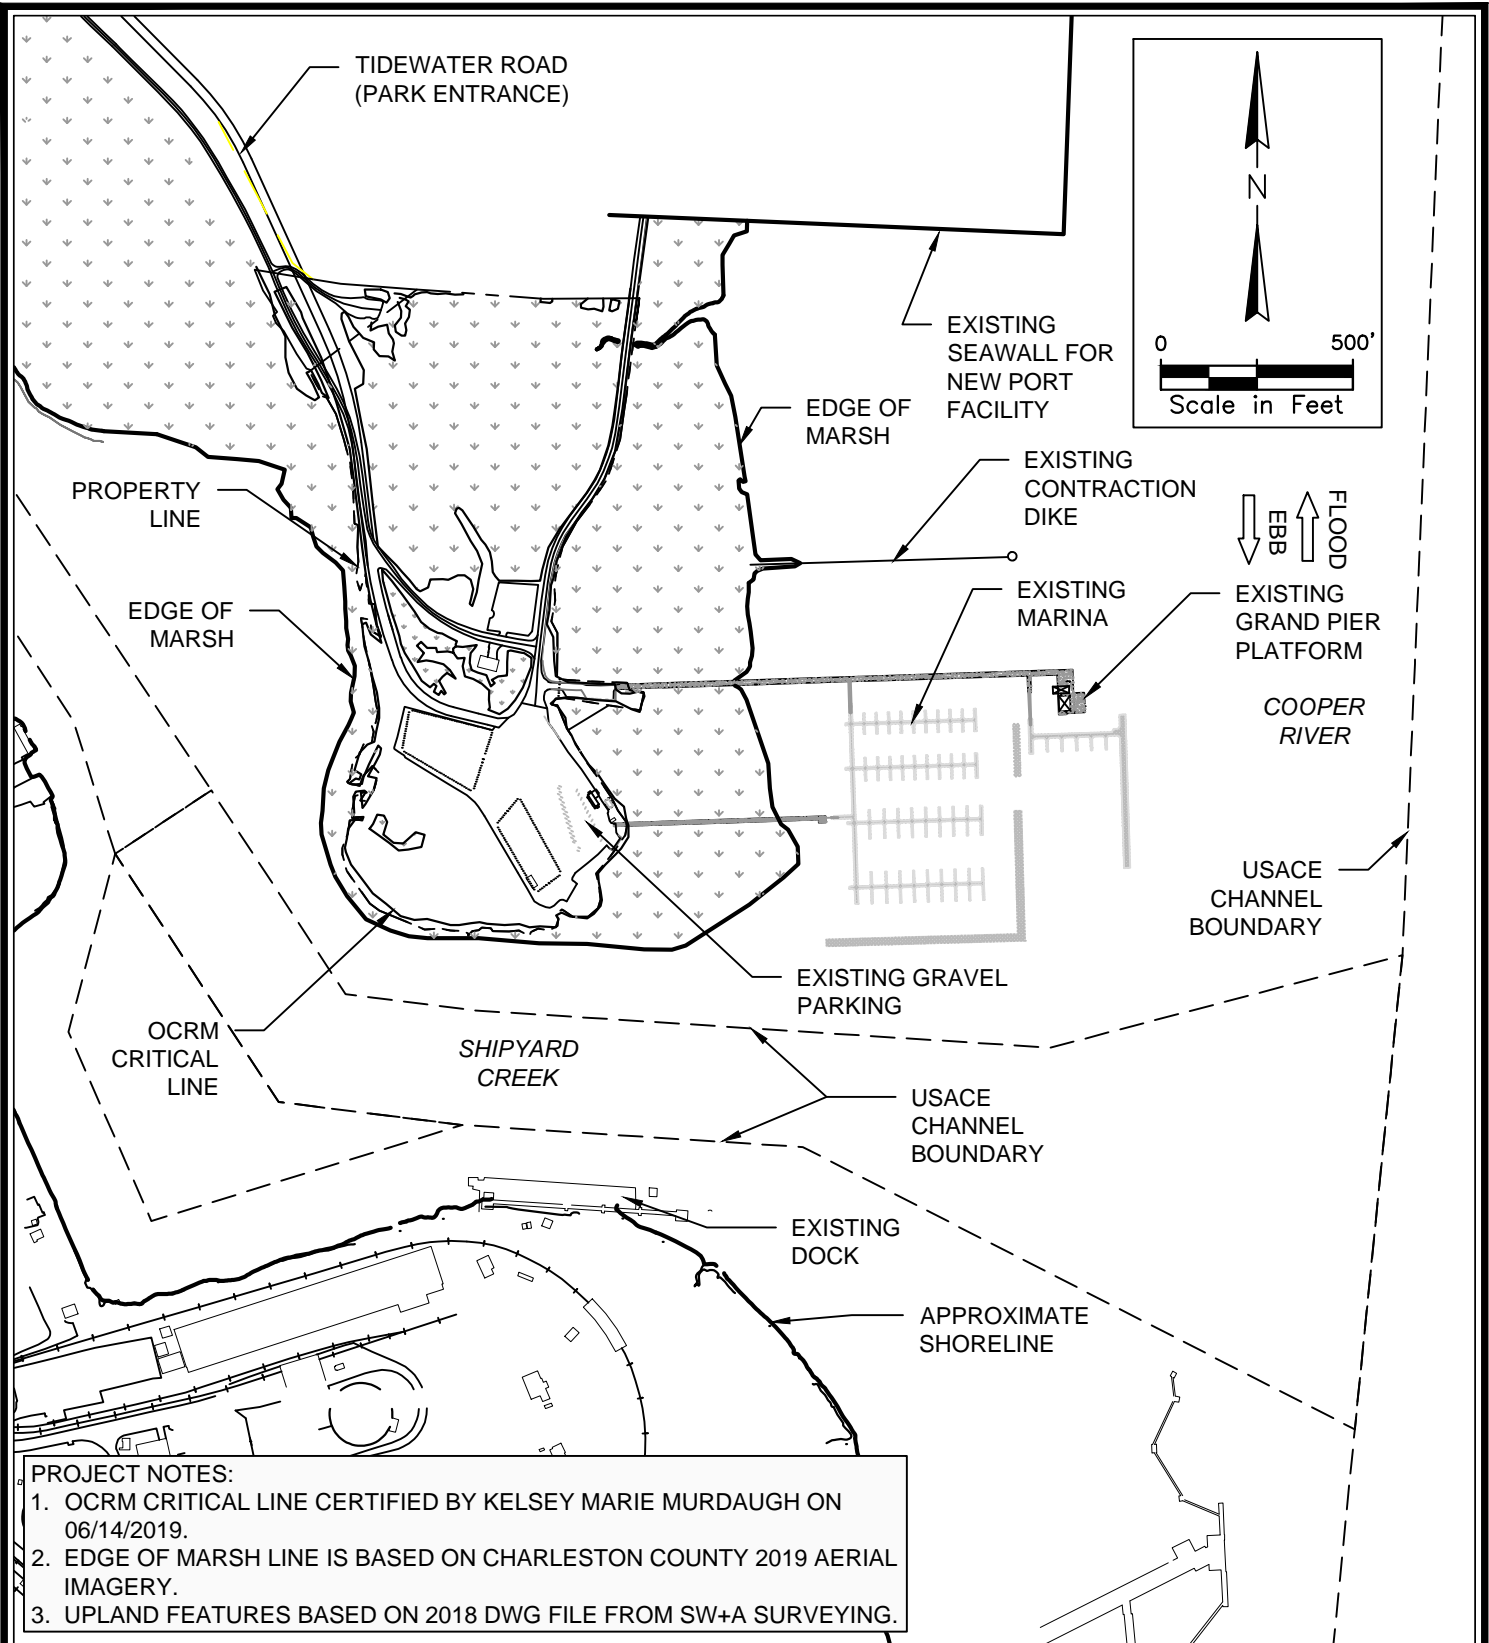 TIDEWATER ROAD
(PARK ENTRANCE)
N
0 500'
Scale in Feet
EXISTING
SEAWALL FOR
NEW PORT
FACILITY
EDGE OF
MARSH
EXISTING
CONTRACTION
DIKE
PROPERTY
LINE
FLOOD
EBB
EXISTING
MARINA
EXISTING
GRAND PIER
PLATFORM
EDGE OF
MARSH
COOPER
RIVER
USACE
CHANNEL
BOUNDARY
EXISTING GRAVEL
PARKING
OCRM
CRITICAL
LINE
SHIPYARD
CREEK
USACE
CHANNEL
BOUNDARY
EXISTING
DOCK
APPROXIMATE
SHORELINE
PROJECT NOTES:
1. OCRM CRITICAL LINE CERTIFIED BY KELSEY MARIE MURDAUGH ON
06/14/2019.
2. EDGE OF MARSH LINE IS BASED ON CHARLESTON COUNTY 2019 AERIAL
IMAGERY.
3. UPLAND FEATURES BASED ON 2018 DWG FILE FROM SW+A SURVEYING.